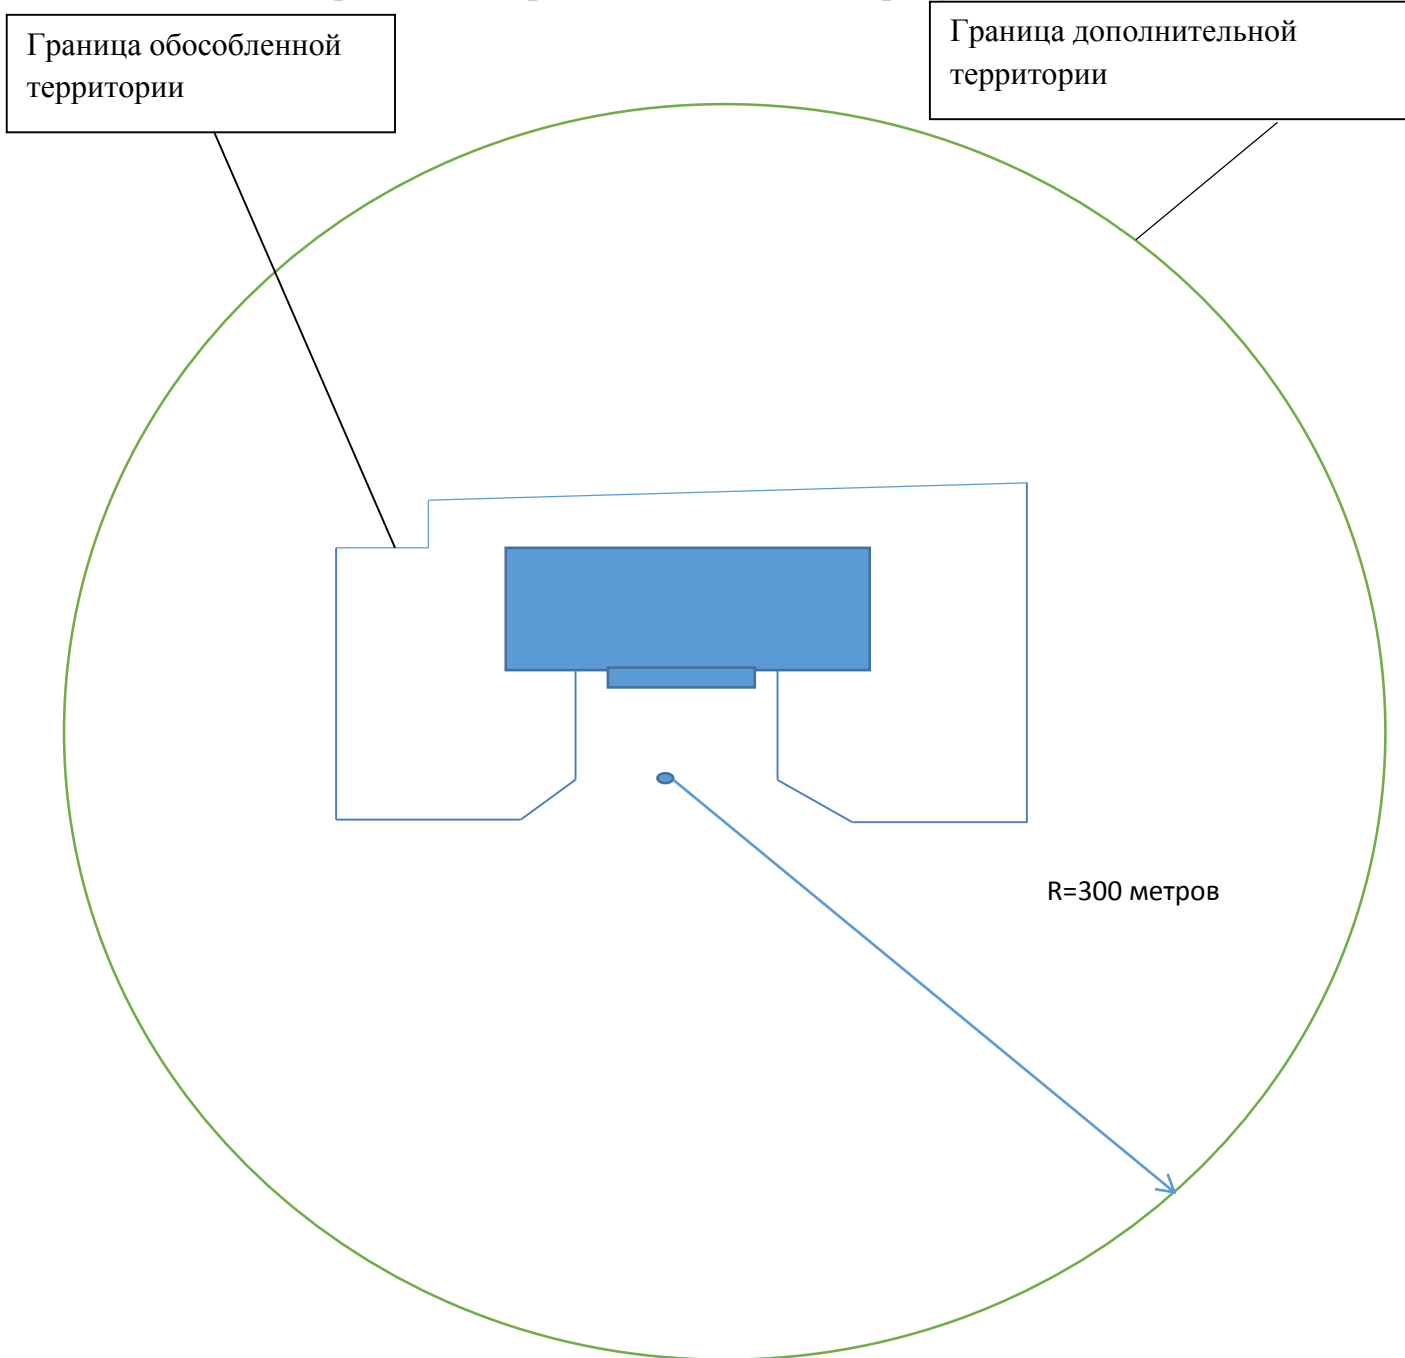 Граница обособленной
территории
Граница дополнительной
территории
R=300 метров